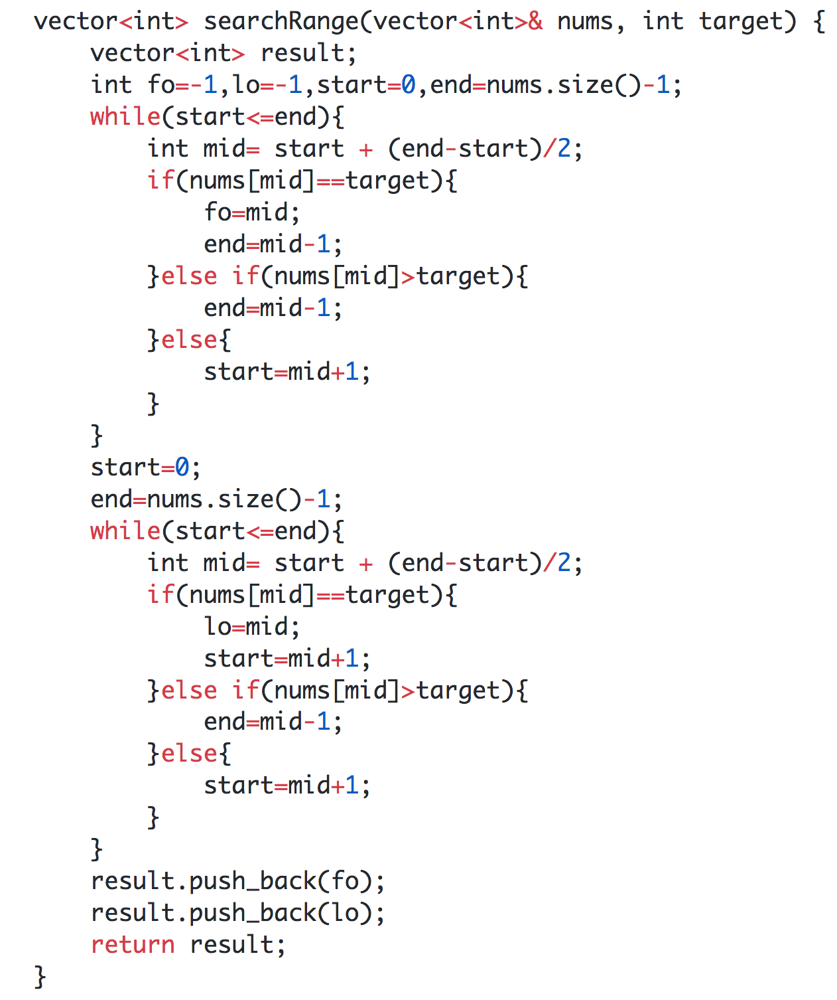 vector<int> searchRange(vector<int>& nums, int target) {
    vector<int> result;
    int fo=-1,lo=-1,start=0,end=nums.size()-1;
    while(start<=end){
        int mid= start + (end-start)/2;
        if(nums[mid]==target){
            fo=mid;
            end=mid-1;
        }else if(nums[mid]>target){
            end=mid-1;
        }else{
            start=mid+1;
        }
    }
    start=0;
    end=nums.size()-1;
    while(start<=end){
        int mid= start + (end-start)/2;
        if(nums[mid]==target){
            lo=mid;
            start=mid+1;
        }else if(nums[mid]>target){
            end=mid-1;
        }else{
            start=mid+1;
        }
    }
    result.push_back(fo);
    result.push_back(lo);
    return result;
}